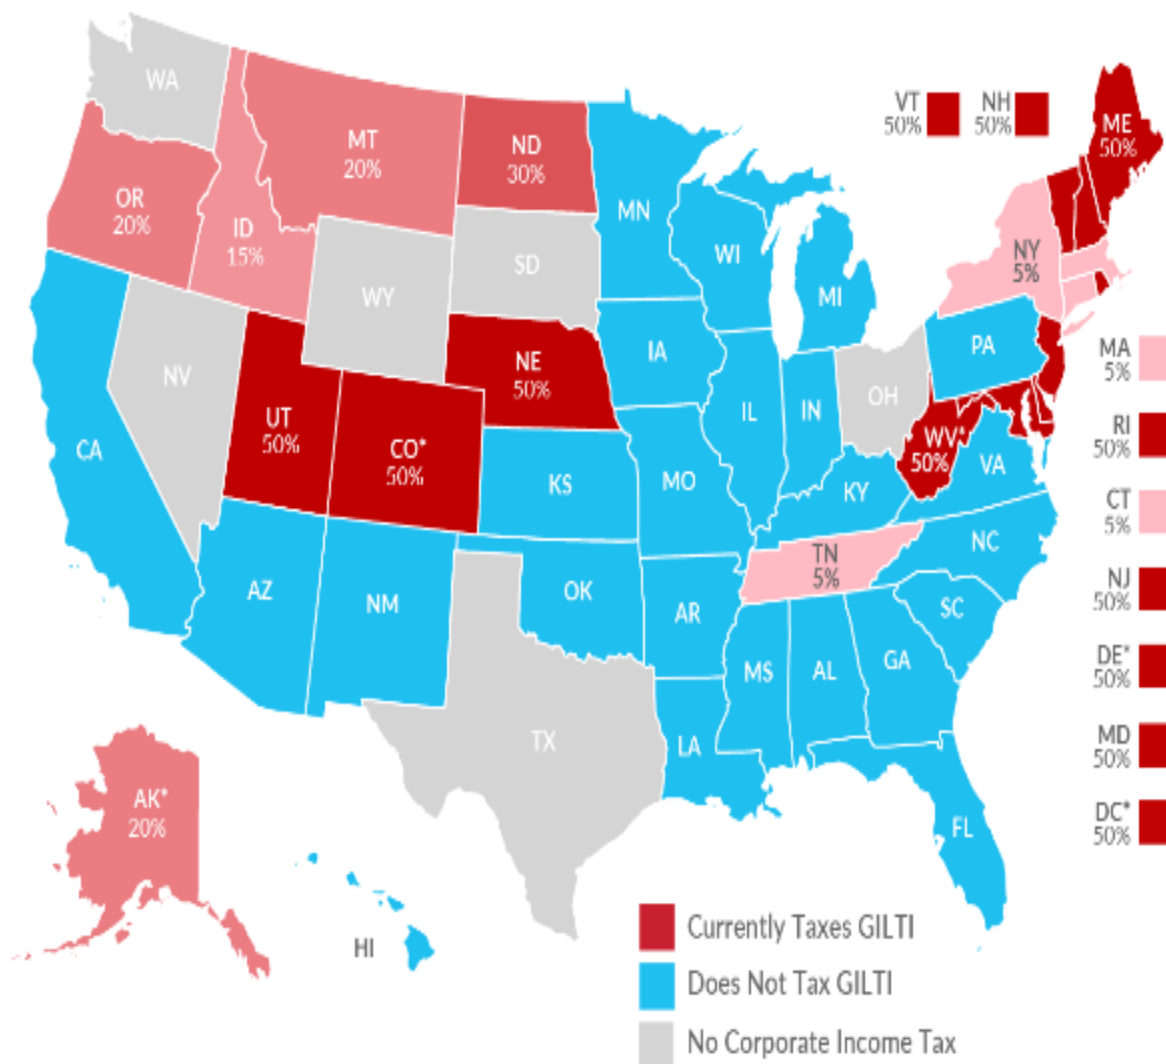 WA
VT
50%
NH
50%
ME
50%
MT
20%
ND
30%
OR
20%
ID
15%
MN
SD
WI
NY
5%
WY
MI
MA
5%
NV
NE
50%
IA
PA
UT
50%
CO*
50%
IL
IN
OH
RI
50%
CA
WV*
50%
VA
KS
MO
KY
CT
5%
TN
5%
NC
NJ
50%
AZ
NM
OK
AR
SC
DE*
50%
MS
AL
GA
TX
LA
MD
50%
AK*
20%
FL
DC*
50%
HI
Currently Taxes GILTI
Does Not Tax GILTI
No Corporate Income Tax